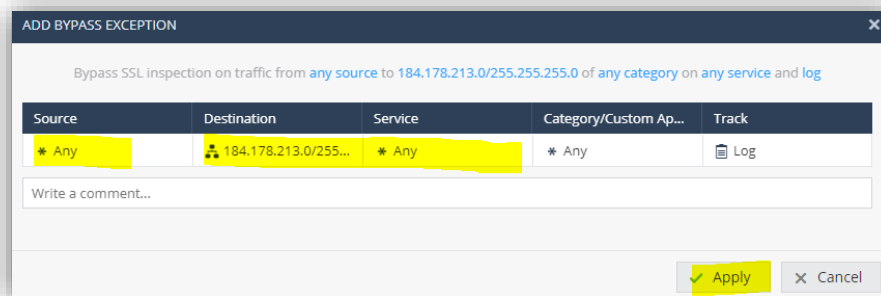 ADD BYPASS EXCEPTION
Bypass SSL inspection on traffic from any source to 184.178.213.0/255.255.255.0 of any category on any service and log
Source Destination Service Category/Custom Ap... Track
* Any 184.178.213.0/255... * Any * Any Log
Write a comment...
Apply Cancel